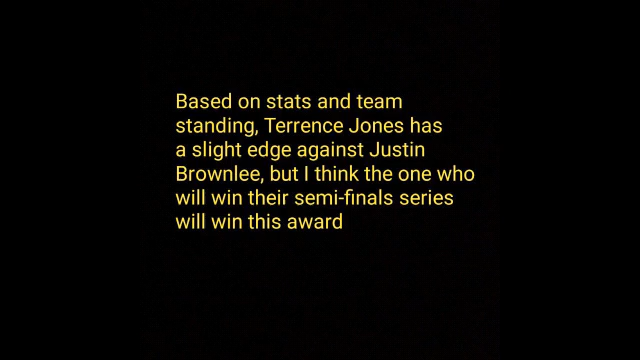 Based on stats and team
standing, Terrence Jones has
a slight edge against Justin
Brownlee, but I think the one who
will win their semi-finals series
will win this award